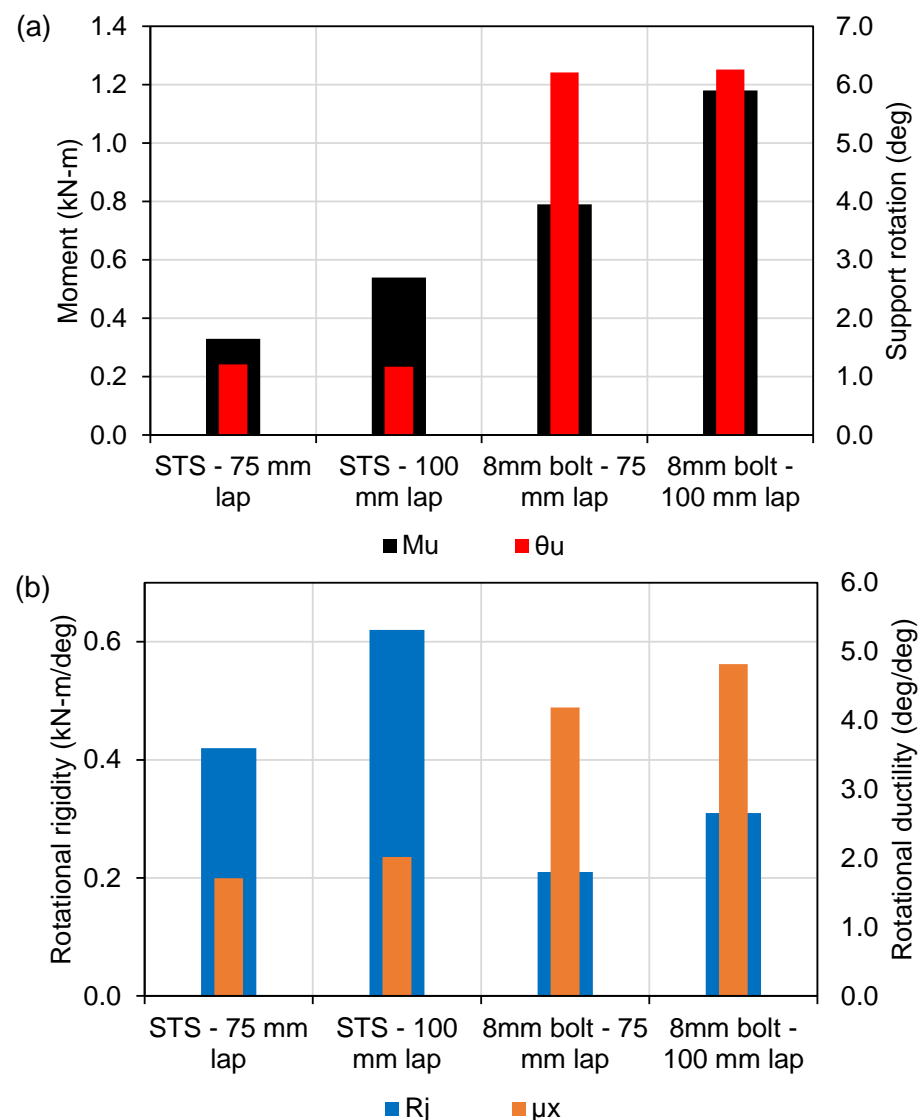 (a)
1.4
1.2
1.0
0.8
0.6
0.4
0.2
0.0
Moment (kN-m)
7.0
6.0
5.0
4.0
3.0
2.0
1.0
0.0
Support rotation (deg)
STS - 75 mm
lap
STS - 100
mm lap
8mm bolt - 75
mm lap
8mm bolt -
100 mm lap
Mu
θu
(b)
0.6
0.4
0.2
0.0
Rotational rigidity (kN-m/deg)
6.0
5.0
4.0
3.0
2.0
1.0
0.0
Rotational ductility (deg/deg)
STS - 75 mm
lap
STS - 100
mm lap
8mm bolt - 75
mm lap
8mm bolt -
100 mm lap
Rj
μx